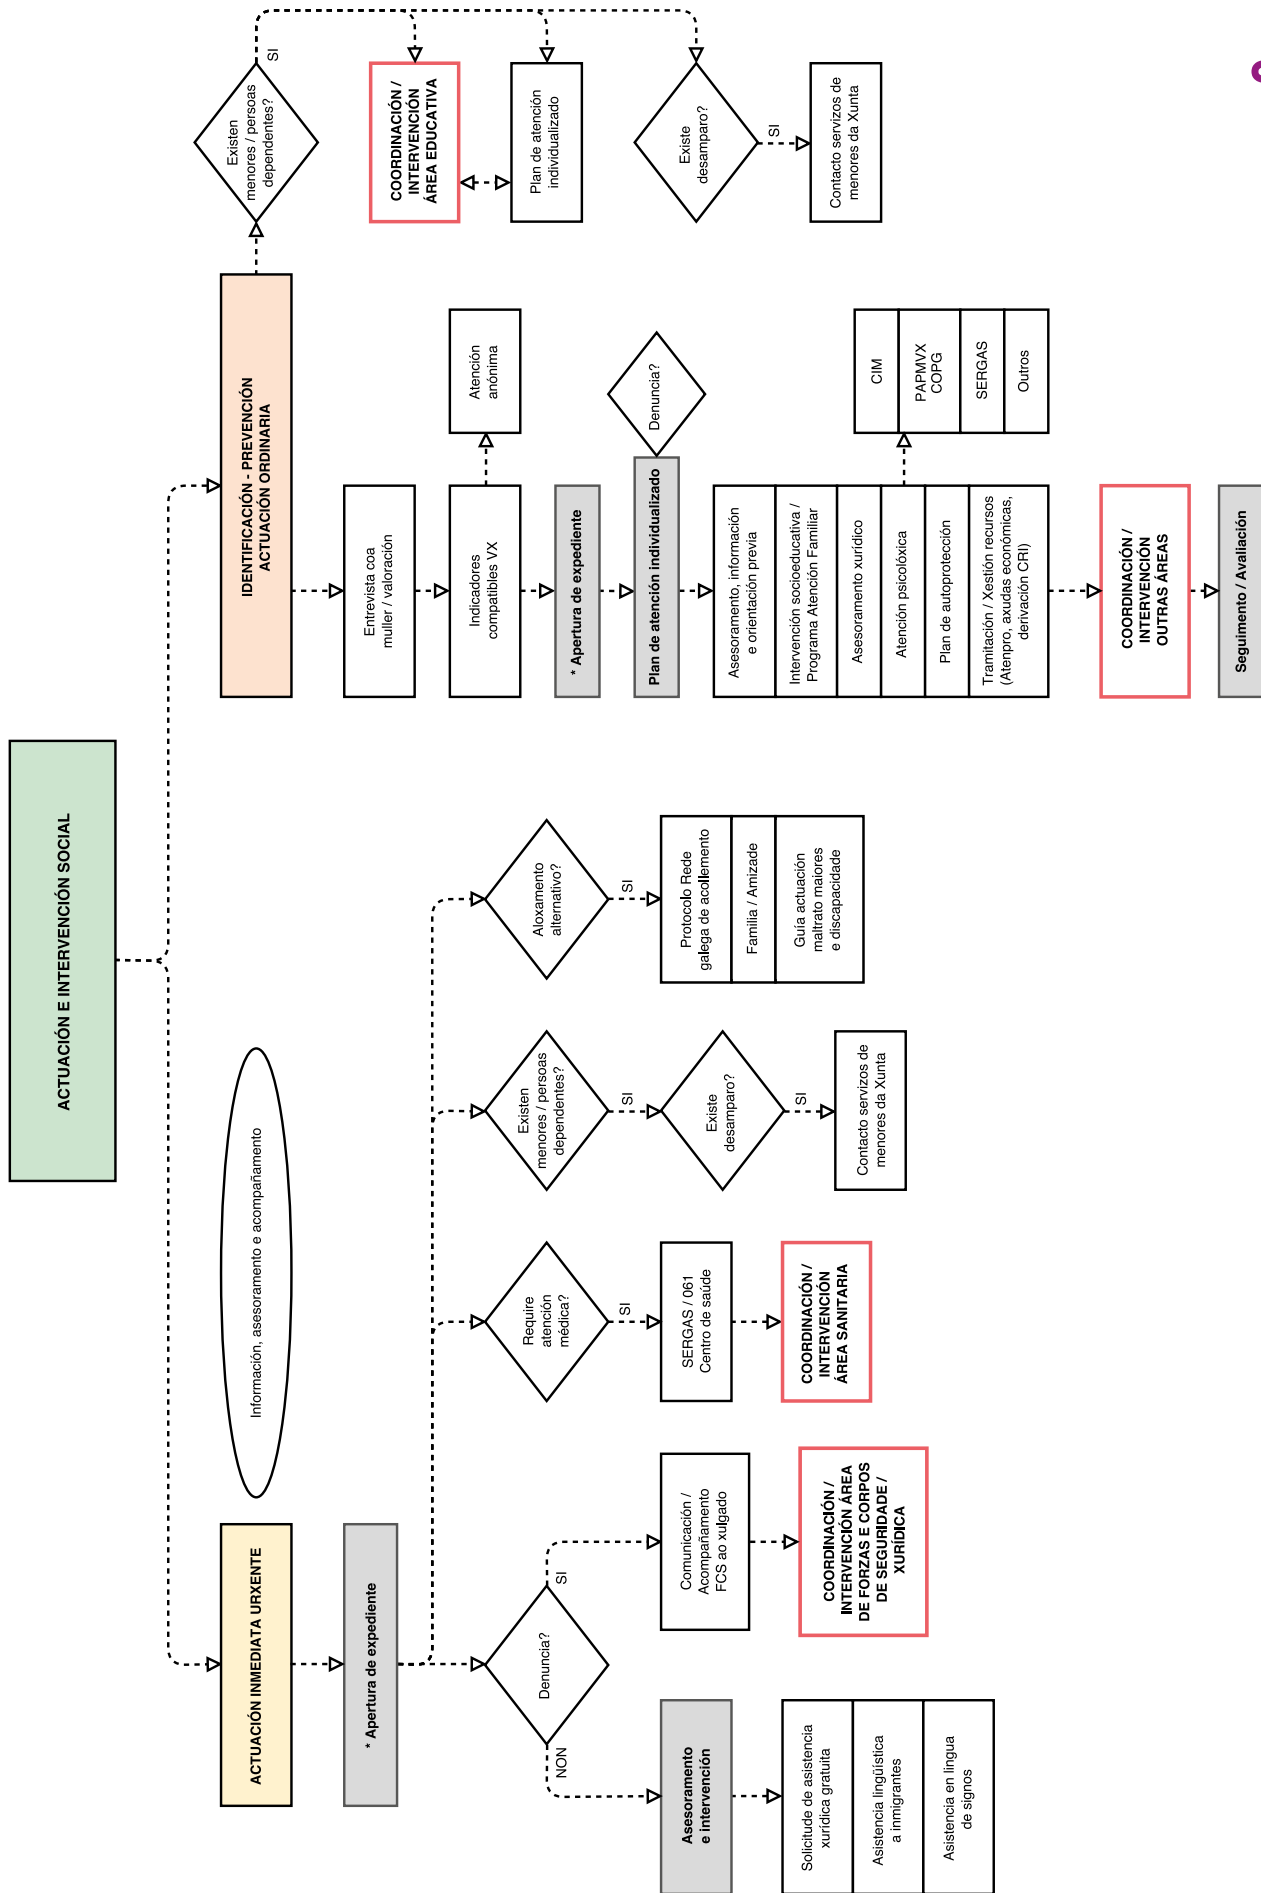 ACTUACIÓN E INTERVENCIÓN SOCIAL
ACTUACIÓN INMEDIATA URXENTE
Información, asesoramento e acompañamento
* Apertura de expediente
Denuncia?
NON
SI
Asesoramento
e intervención
Solicitude de asistencia
xurídica gratuita
Asistencia lingüística
a inmigrantes
Asistencia en lingua
de signos
Comunicación /
Acompañamento
FCS ao xulgado
COORDINACIÓN /
INTERVENCIÓN ÁREA
DE FORZAS E CORPOS
DE SEGURIDADE /
XURÍDICA
Require
atención
médica?
SI
SERGAS / 061
Centro de saúde
COORDINACIÓN /
INTERVENCIÓN
ÁREA SANITARIA
Existen
menores / persoas
dependentes?
SI
Existe
desamparo?
SI
Contacto servizos de
menores da Xunta
Aloxamento
alternativo?
SI
Protocolo Rede
galega de acollemento
Familia / Amizade
Guía actuación
maltrato maiores
e discapacidade
IDENTIFICACIÓN - PREVENCIÓN
ACTUACIÓN ORDINARIA
Entrevista coa
muller / valoración
Indicadores
compatibles VX
Atención
anónima
* Apertura de expediente
Plan de atención individualizado
Denuncia?
Asesoramento, información
e orientación previa
Intervención socioeducativa /
Programa Atención Familiar
Asesoramento xurídico
Atención psicolóxica
Plan de autoprotección
Tramitación / Xestión recursos
(Atenpro, axudas económicas,
derivación CRI)
CIM
PAPMVX
COPG
SERGAS
Outros
COORDINACIÓN /
INTERVENCIÓN
OUTRAS ÁREAS
Seguimento / Avaliación
Existen
menores / persoas
dependentes?
SI
COORDINACIÓN /
INTERVENCIÓN
ÁREA EDUCATIVA
Plan de atención
individualizado
Existe
desamparo?
SI
Contacto servizos de
menores da Xunta